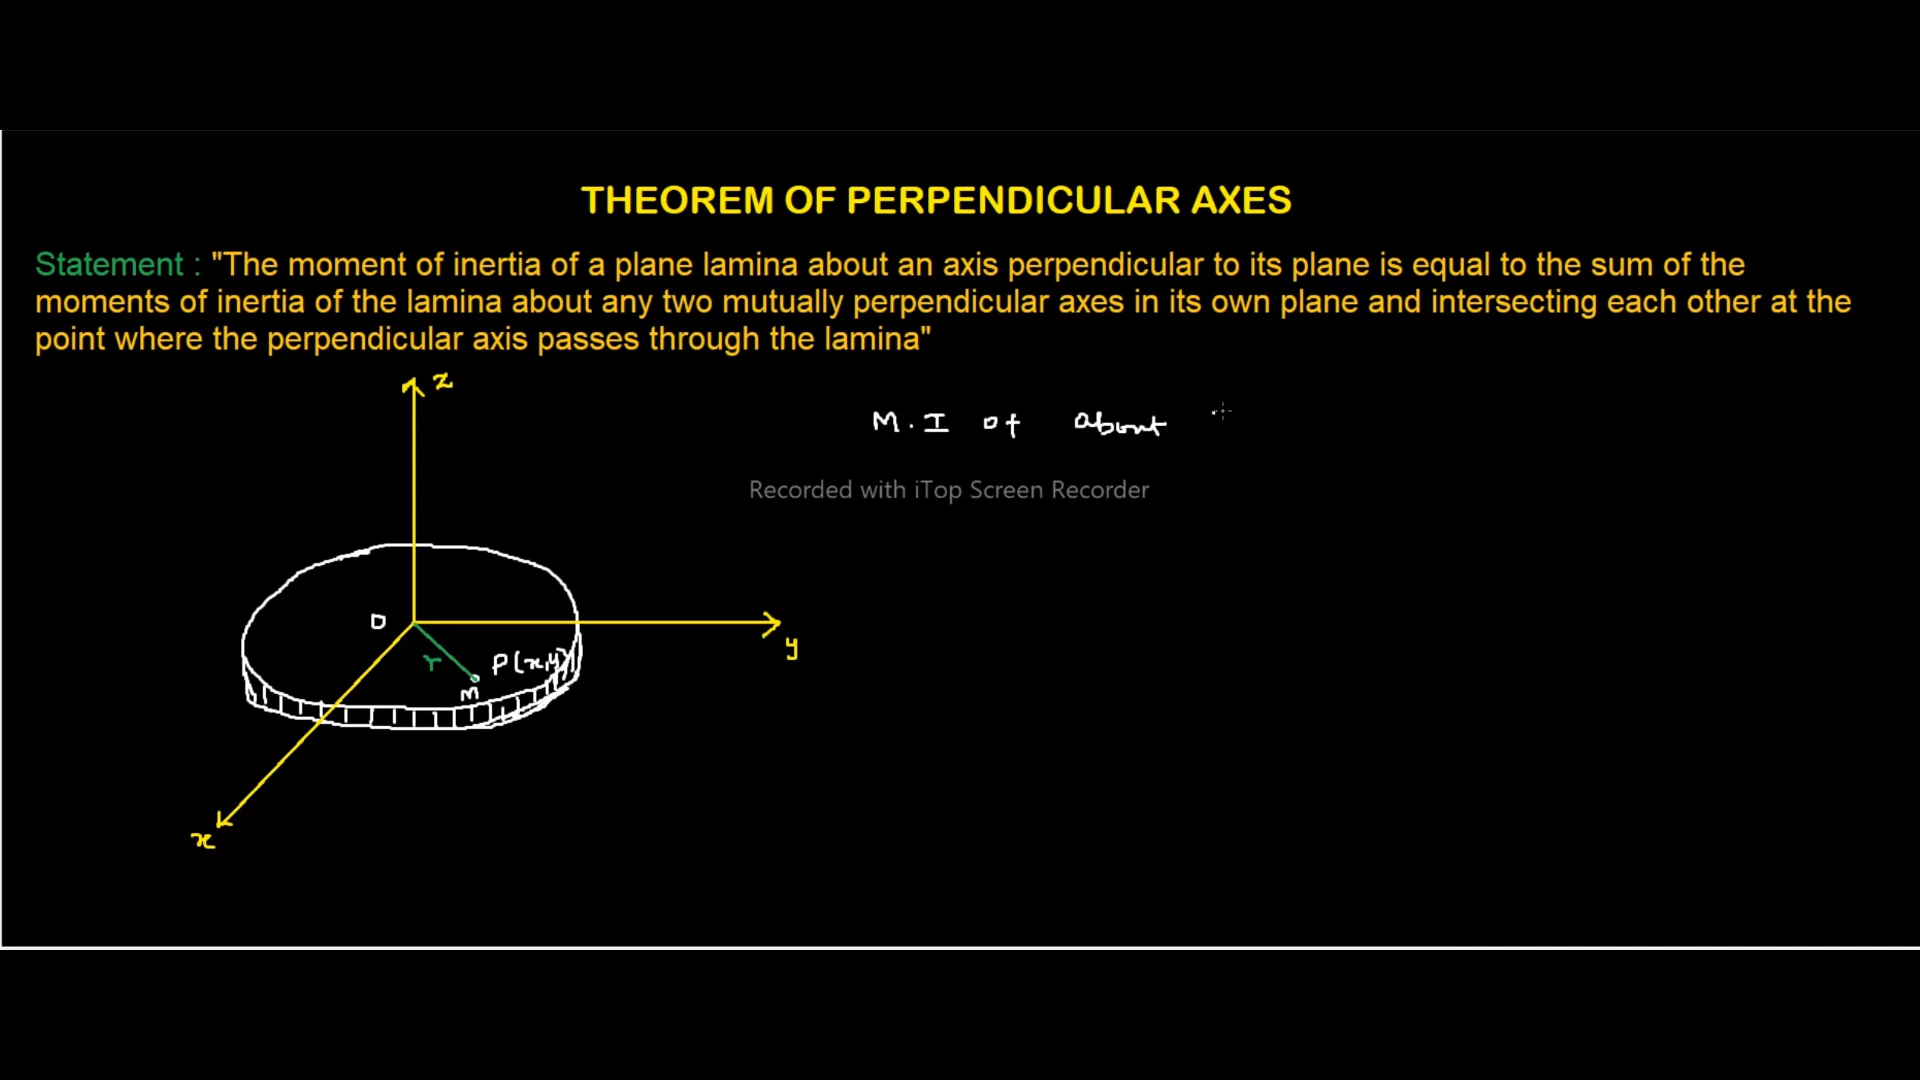 THEOREM OF PERPENDICULAR AXES
Statement : "The moment of inertia of a plane lamina about an axis perpendicular to its plane is equal to the sum of the
moments of inertia of the lamina about any two mutually perpendicular axes in its own plane and intersecting each other at the
point where the perpendicular axis passes through the lamina"
z
M.I of about
Recorded with iTop Screen Recorder
O
y
r
P(x,y)
m
x